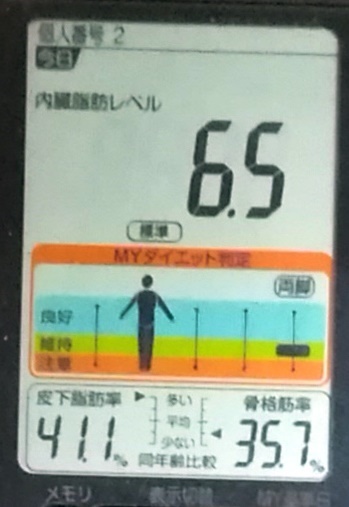 個人番号 2
今日
内臓脂肪レベル
6.5
標準
MYダイエット判定
両脚
良好
維持
注意
皮下脂肪率 ▶ 多い 骨格筋率
平均
41.1% 少ない ◀ 35.7%
同年齢比較
メモリ 表示切替